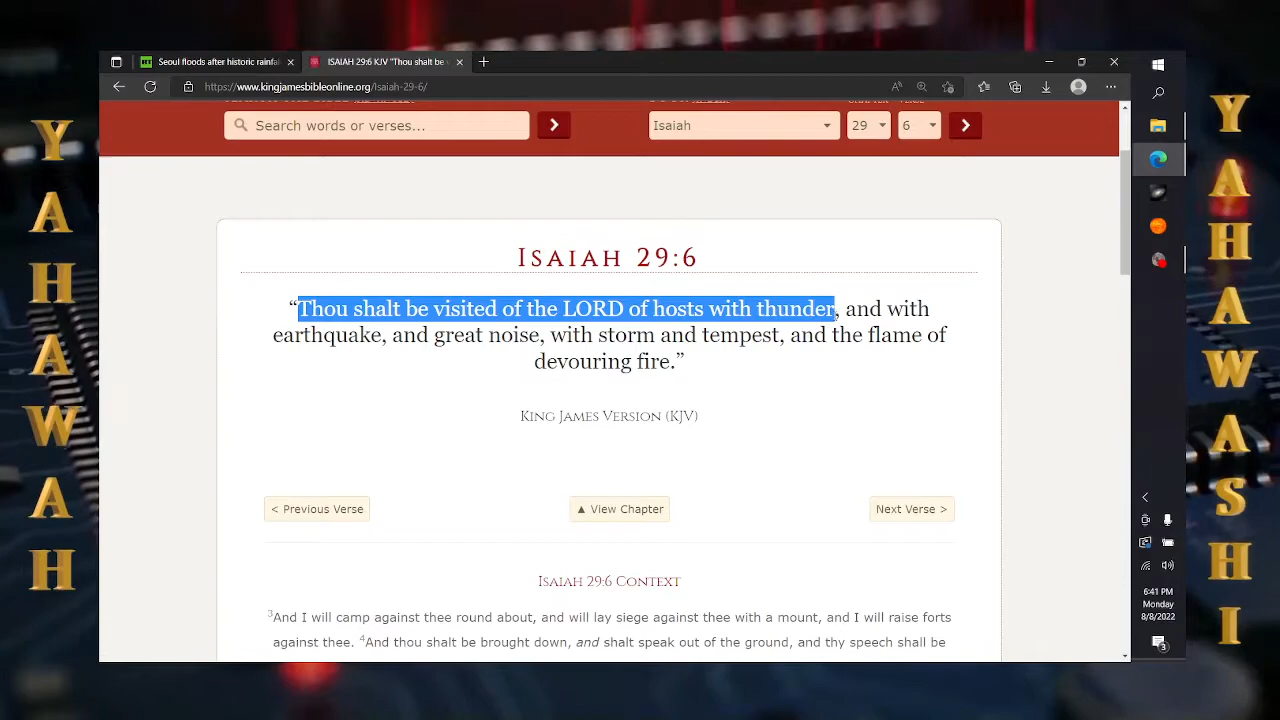 Seoul floods after historic rainfal
ISAIAH 29:6 KJV "Thou shalt be
https://www.kingjamesbibleonline.org/Isaiah-29-6/
Search words or verses...
Isaiah
29
6
ISAIAH 29:6
“Thou shalt be visited of the LORD of hosts with thunder, and with
earthquake, and great noise, with storm and tempest, and the flame of
devouring fire.”
KING JAMES VERSION (KJV)
< Previous Verse
▲ View Chapter
Next Verse >
ISAIAH 29:6 CONTEXT
3And I will camp against thee round about, and will lay siege against thee with a mount, and I will raise forts
against thee. 4And thou shalt be brought down, and shalt speak out of the ground, and thy speech shall be
6:41 PM
Monday
8/8/2022
3
YAHAWAH
YAHAWASHI
RT